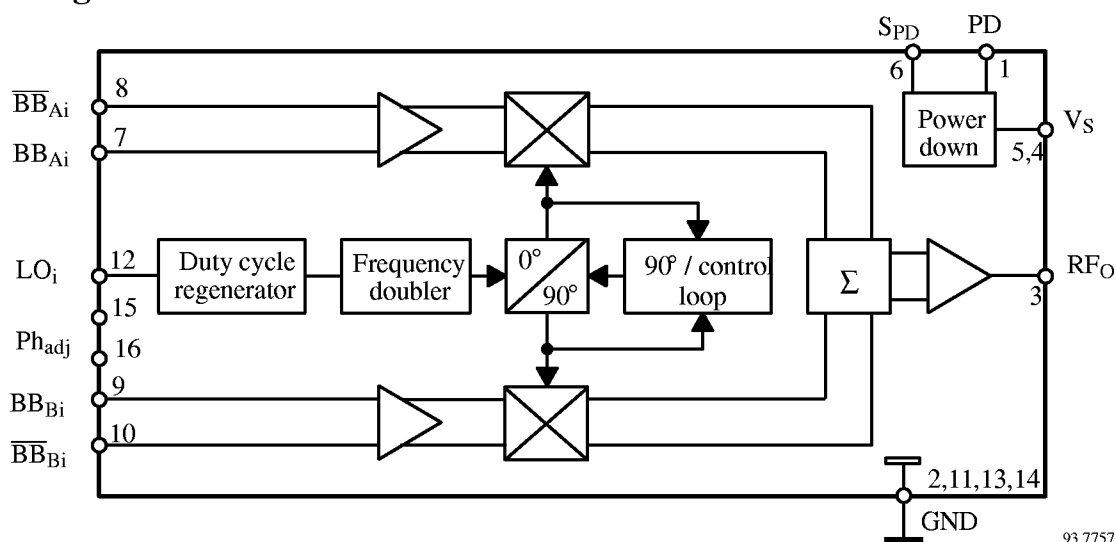 S_PD PD
6 1
8
B̅B̅_Ai
Power
down
V_S
5,4
7
BB_Ai
LO_i
12
Duty cycle
regenerator
Frequency
doubler
0°
90°
90° / control
loop
Σ
RF_O
3
15
Ph_adj
16
9
BB_Bi
10
B̅B̅_Bi
2,11,13,14
GND
93 7757